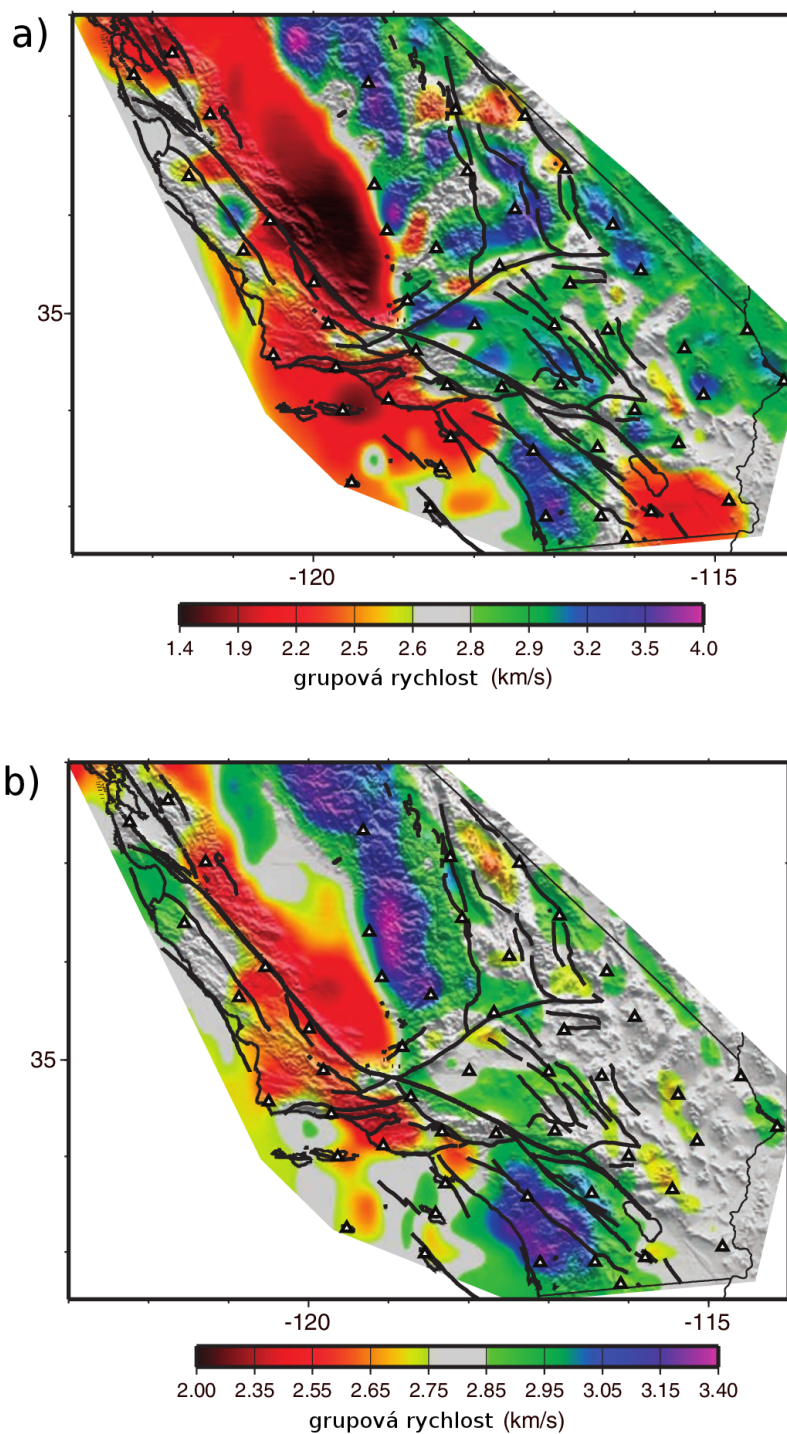 a)
35
-120 -115
1.4 1.9 2.2 2.5 2.6 2.8 2.9 3.2 3.5 4.0
grupová rychlost (km/s)
b)
35
-120 -115
2.00 2.35 2.55 2.65 2.75 2.85 2.95 3.05 3.15 3.40
grupová rychlost (km/s)